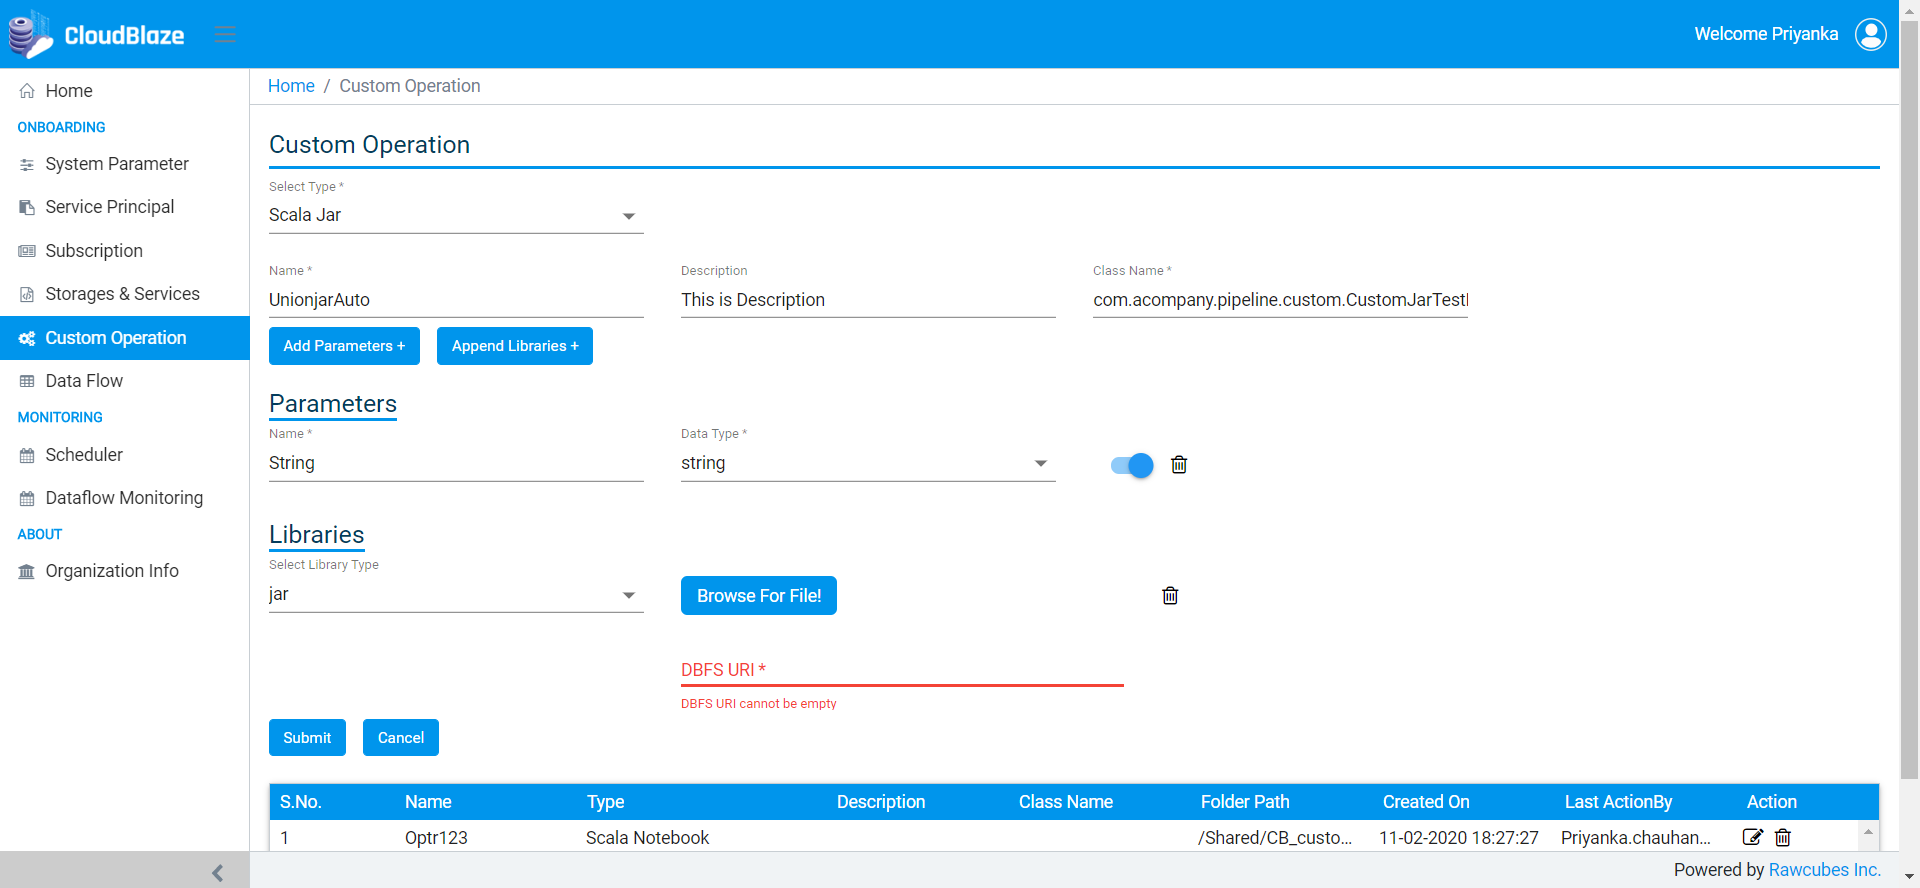 CloudBlaze
Welcome Priyanka
Home
ONBOARDING
System Parameter
Service Principal
Subscription
Storages & Services
Custom Operation
Data Flow
MONITORING
Scheduler
Dataflow Monitoring
ABOUT
Organization Info
Home / Custom Operation
Custom Operation
Select Type *
Scala Jar
Name * Description Class Name *
UnionjarAuto This is Description com.acompany.pipeline.custom.CustomJarTest
Add Parameters + Append Libraries +
Parameters
Name * Data Type *
String string
Libraries
Select Library Type
jar Browse For File!
DBFS URI *
DBFS URI cannot be empty
Submit Cancel
S.No. Name Type Description Class Name Folder Path Created On Last ActionBy Action
1 Optr123 Scala Notebook /Shared/CB_custo... 11-02-2020 18:27:27 Priyanka.chauhan...
Powered by Rawcubes Inc.